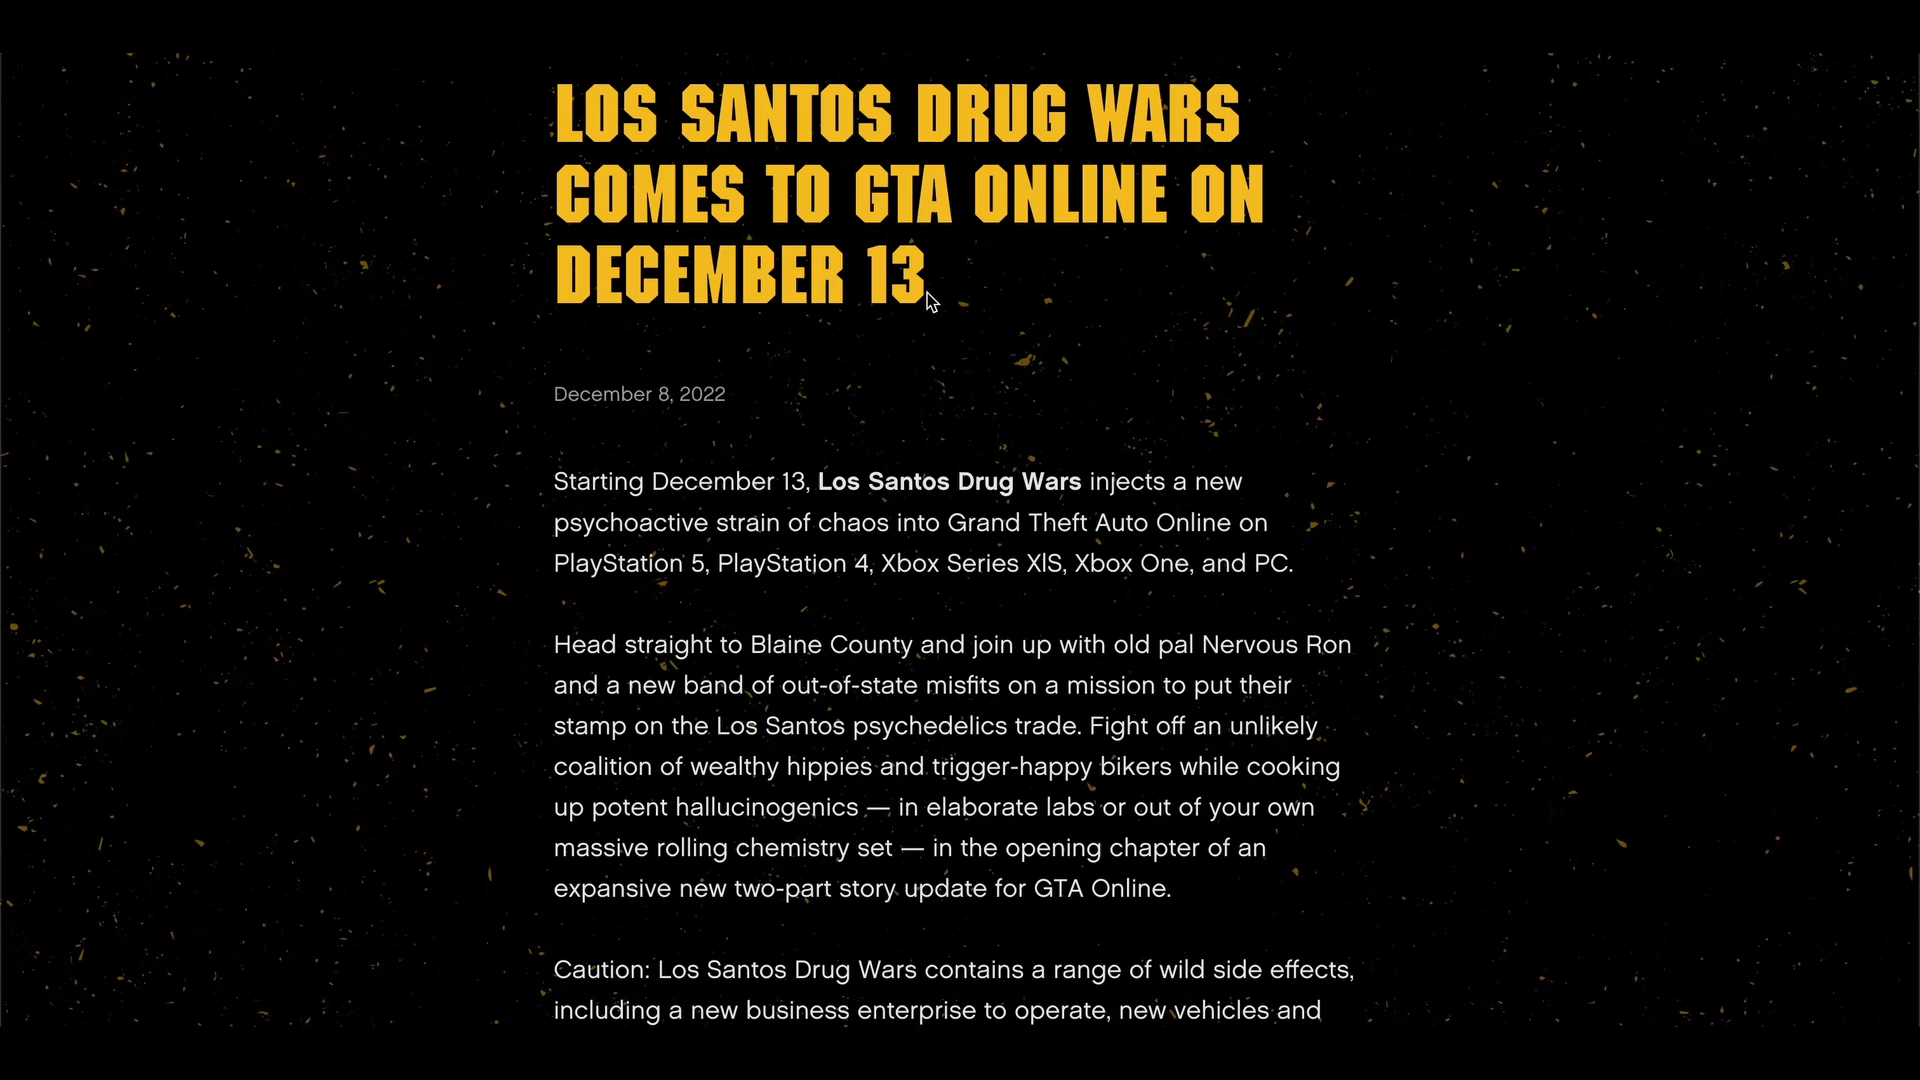 LOS SANTOS DRUG WARS
COMES TO GTA ONLINE ON
DECEMBER 13
December 8, 2022
Starting December 13, Los Santos Drug Wars injects a new
psychoactive strain of chaos into Grand Theft Auto Online on
PlayStation 5, PlayStation 4, Xbox Series X|S, Xbox One, and PC.
Head straight to Blaine County and join up with old pal Nervous Ron
and a new band of out-of-state misfits on a mission to put their
stamp on the Los Santos psychedelics trade. Fight off an unlikely
coalition of wealthy hippies and trigger-happy bikers while cooking
up potent hallucinogenics — in elaborate labs or out of your own
massive rolling chemistry set — in the opening chapter of an
expansive new two-part story update for GTA Online.
Caution: Los Santos Drug Wars contains a range of wild side effects,
including a new business enterprise to operate, new vehicles and